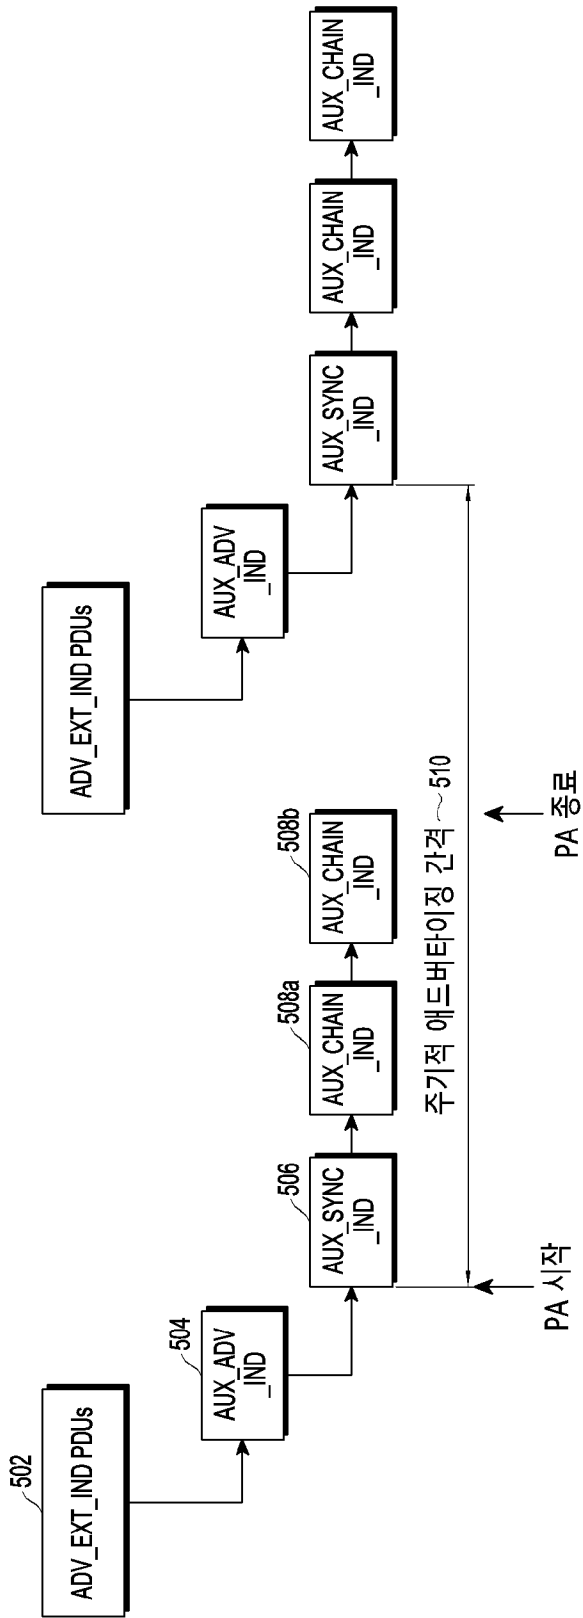 502
ADV_EXT_IND PDUs
504
AUX_ADV
_IND
506
AUX_SYNC
_IND
508a
AUX_CHAIN
_IND
508b
AUX_CHAIN
_IND
ADV_EXT_IND PDUs
AUX_ADV
_IND
AUX_SYNC
_IND
AUX_CHAIN
_IND
AUX_CHAIN
_IND
주기적 애드버타이징 간격 ~ 510
PA 시작
PA 종료